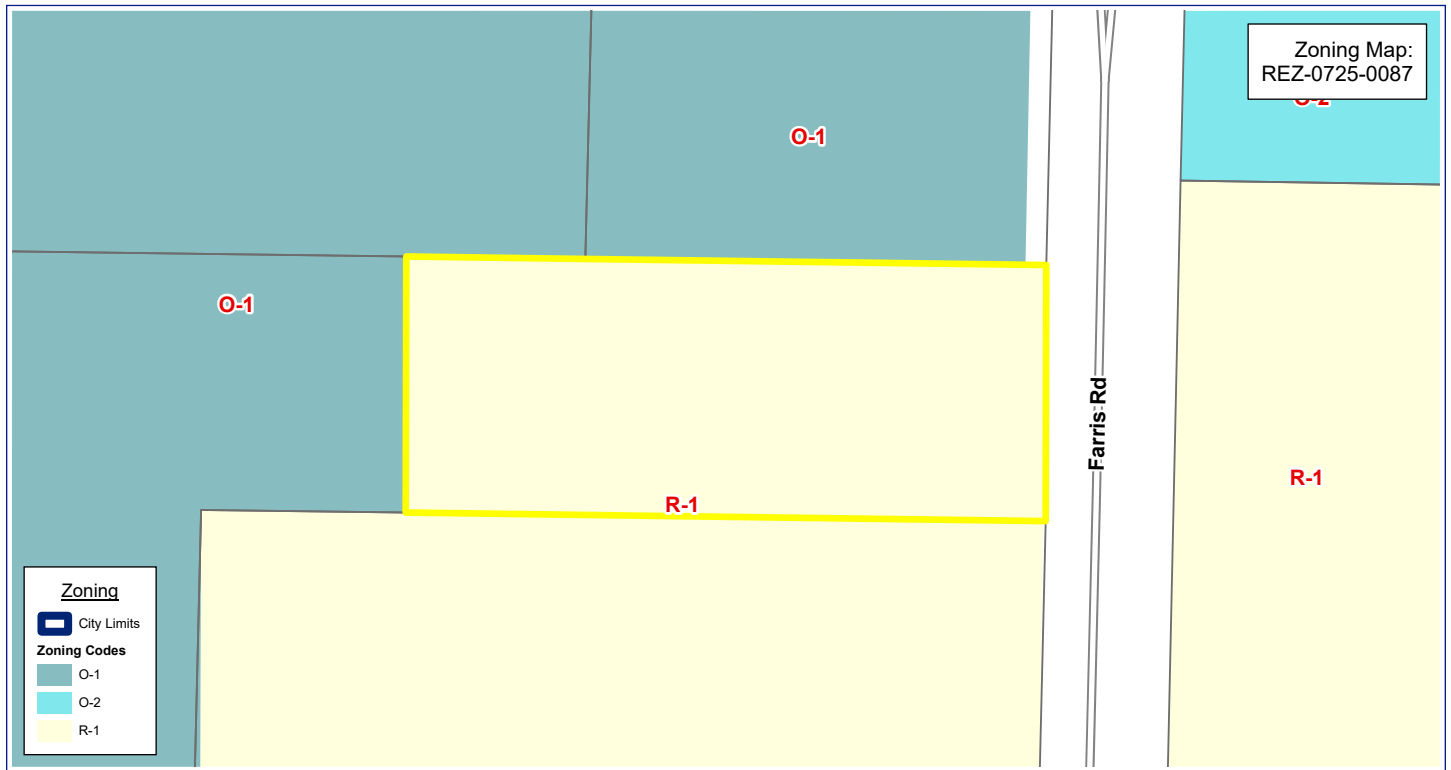 Zoning Map:
REZ-0725-0087
O-2
O-1
O-1
Farris Rd
R-1
R-1
Zoning
City Limits
Zoning Codes
O-1
O-2
R-1